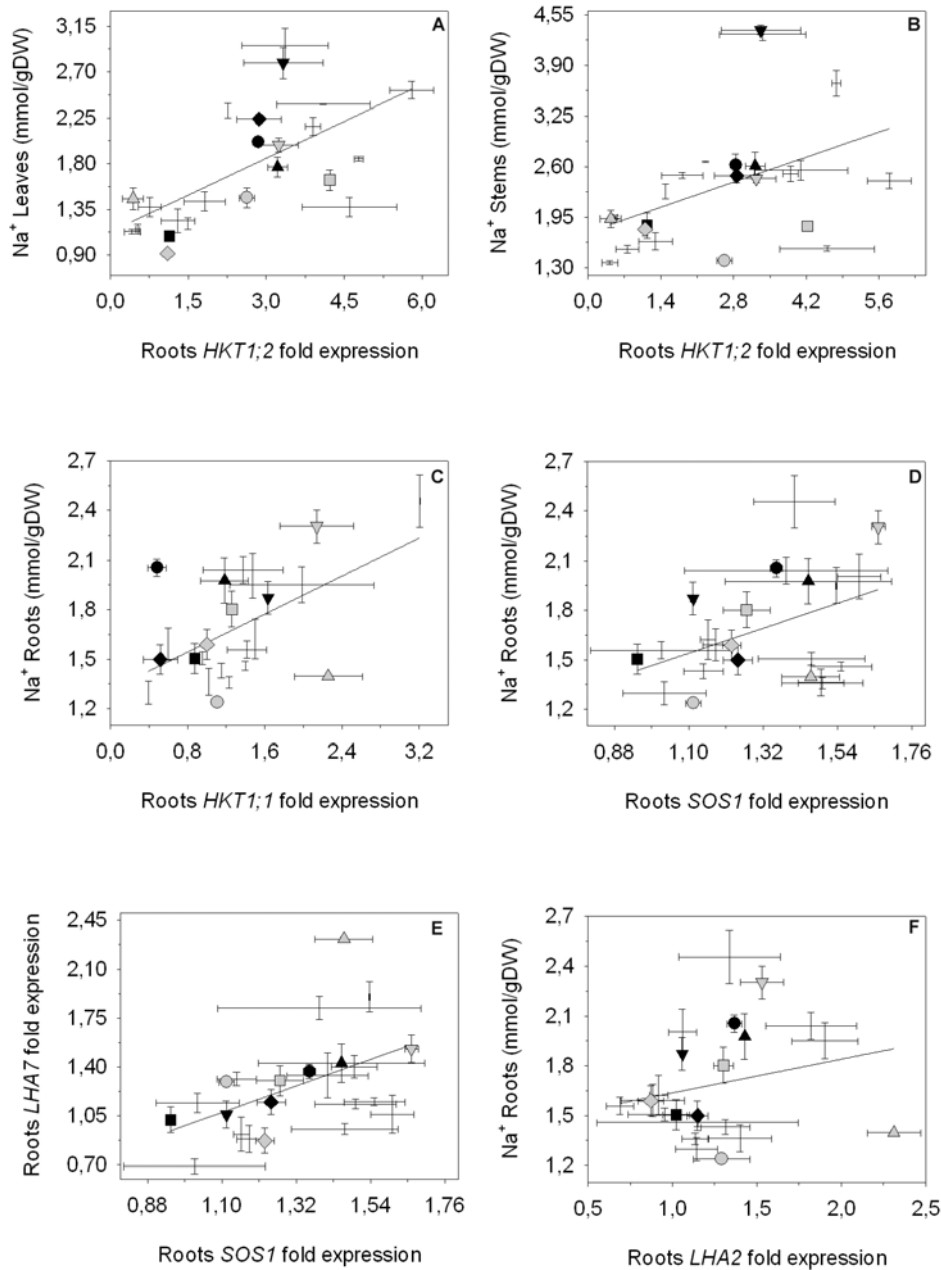 A
3,15
2,70
2,25
1,80
1,35
0,90
Na+ Leaves (mmol/gDW)
0,0 1,5 3,0 4,5 6,0
Roots HKT1;2 fold expression
B
4,55
3,90
3,25
2,60
1,95
1,30
Na+ Stems (mmol/gDW)
0,0 1,4 2,8 4,2 5,6
Roots HKT1;2 fold expression
C
2,7
2,4
2,1
1,8
1,5
1,2
Na+ Roots (mmol/gDW)
0,0 0,8 1,6 2,4 3,2
Roots HKT1;1 fold expression
D
2,7
2,4
2,1
1,8
1,5
1,2
Na+ Roots (mmol/gDW)
0,88 1,10 1,32 1,54 1,76
Roots SOS1 fold expression
E
2,45
2,10
1,75
1,40
1,05
0,70
Roots LHA7 fold expression
0,88 1,10 1,32 1,54 1,76
Roots SOS1 fold expression
F
2,7
2,4
2,1
1,8
1,5
1,2
Na+ Roots (mmol/gDW)
0,5 1,0 1,5 2,0 2,5
Roots LHA2 fold expression